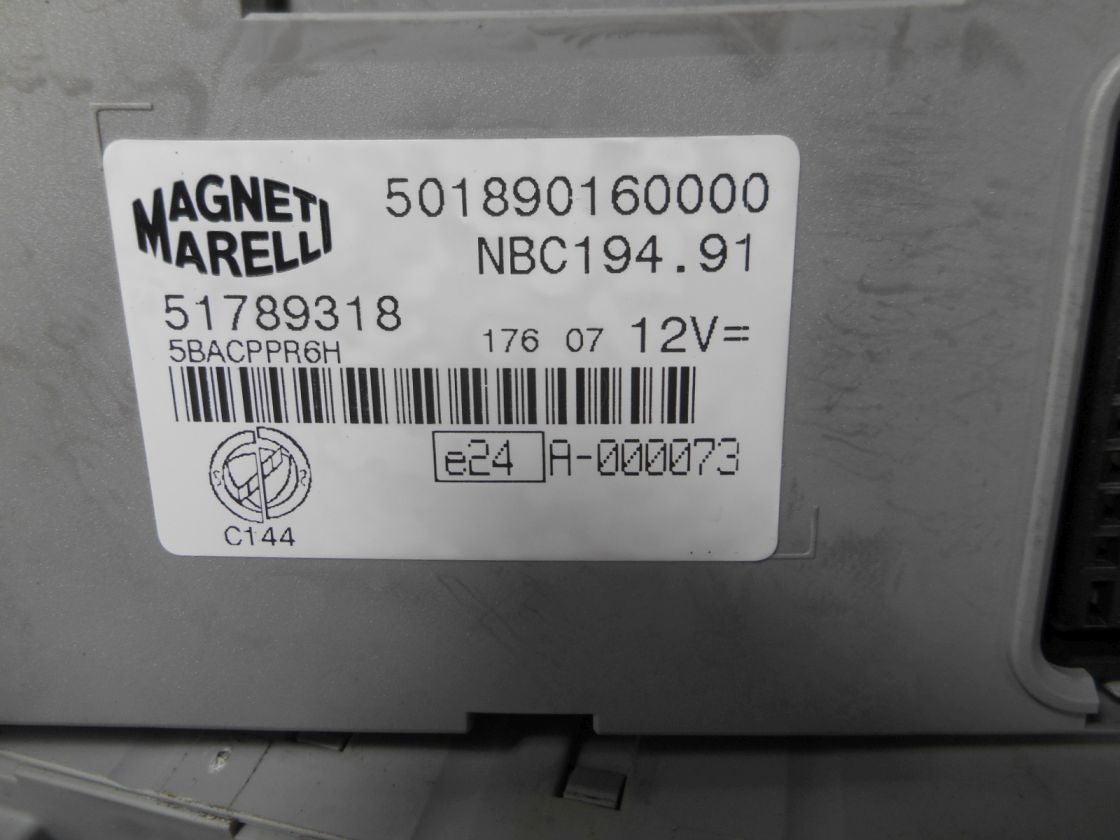 MAGNETI
MARELLI
501890160000
NBC194.91
51789318
5BACPPR6H
176 07 12V=
e24 A-000073
C144